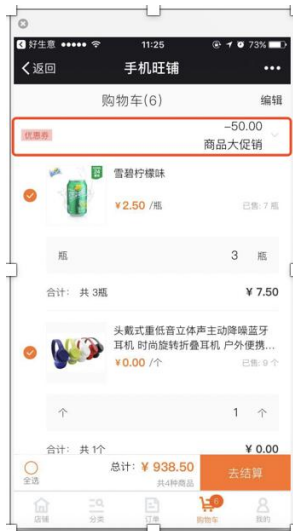 好生意 ●●●●● 11:25 73%
返回 手机旺铺 •••
购物车(6) 编辑
优惠券 -50.00
商品大促销
雪碧柠檬味
¥2.50 /瓶 已售: 7 瓶
瓶 3 瓶
合计: 共 3瓶 ¥ 7.50
头戴式重低音立体声主动降噪蓝牙
耳机 时尚旋转折叠耳机 户外便携...
¥0.00 /个 已售: 9 个
个 1 个
合计: 共 1个 ¥ 0.00
全选 总计: ¥ 938.50 去结算
共4种商品
6
店铺 分类 订单 购物车 我的